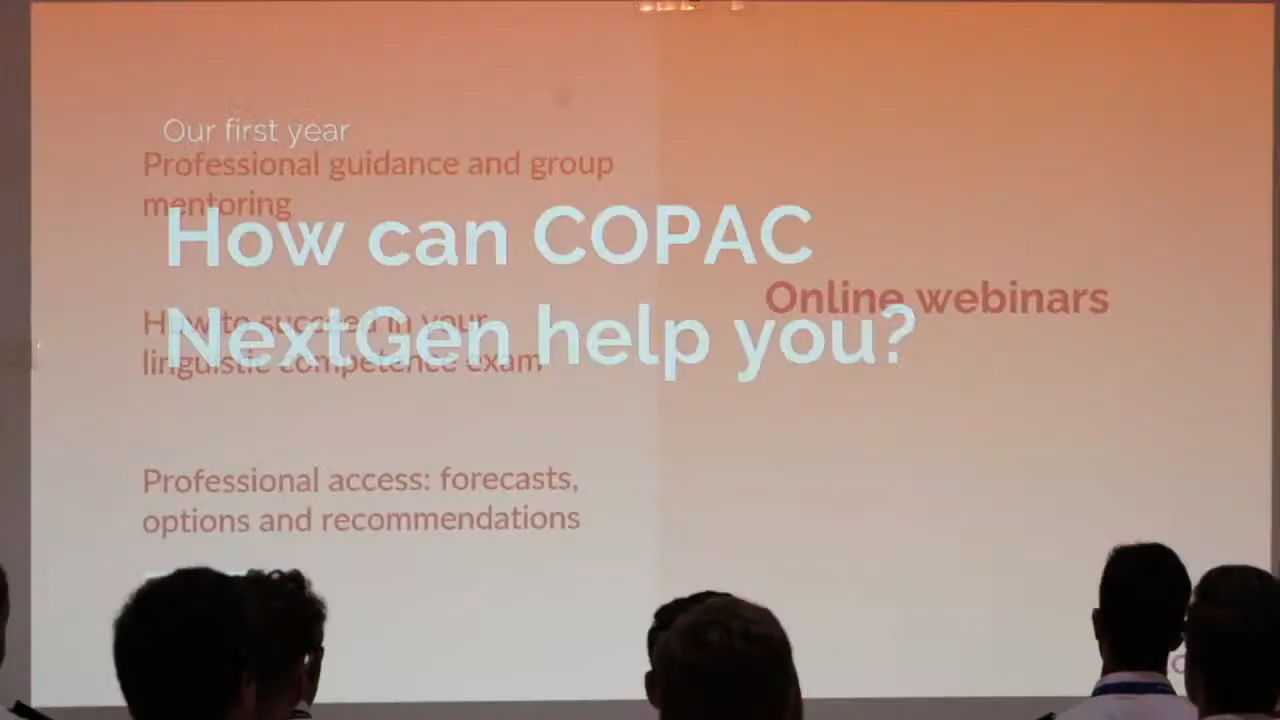 Our first year
Professional guidance and group
mentoring
How can COPAC
Online webinars
How to succeed in your
NextGen help you?
linguistic competence exam
Professional access: forecasts,
options and recommendations